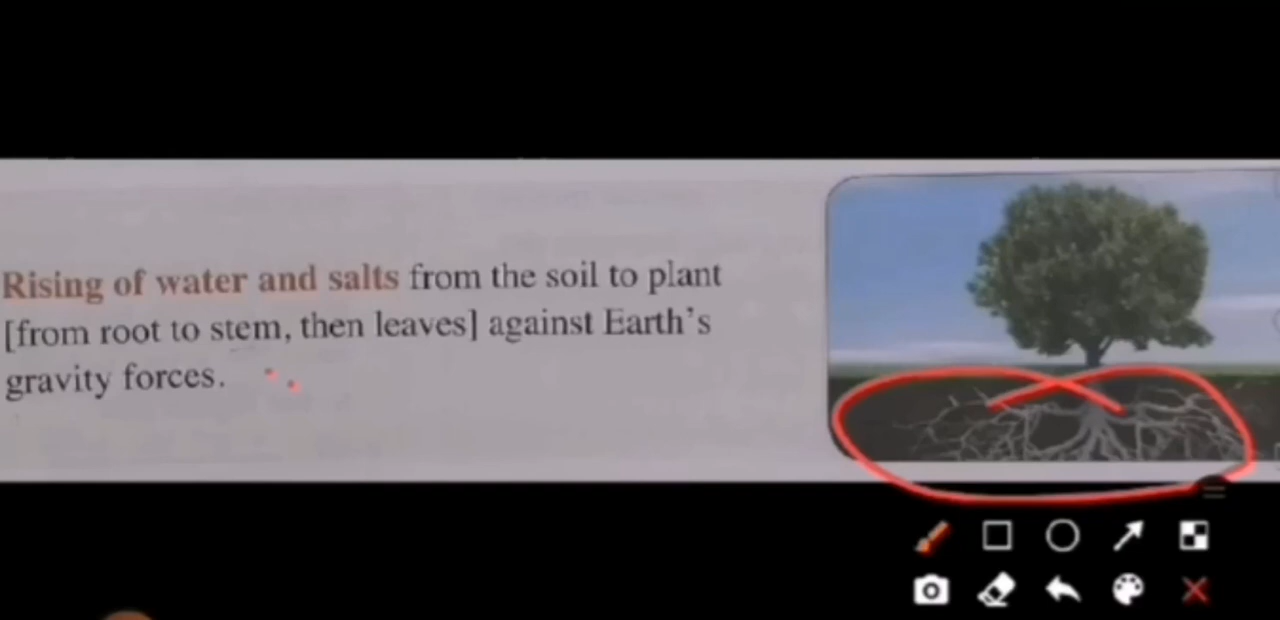 Rising of water and salts from the soil to plant
[from root to stem, then leaves] against Earth's
gravity forces.